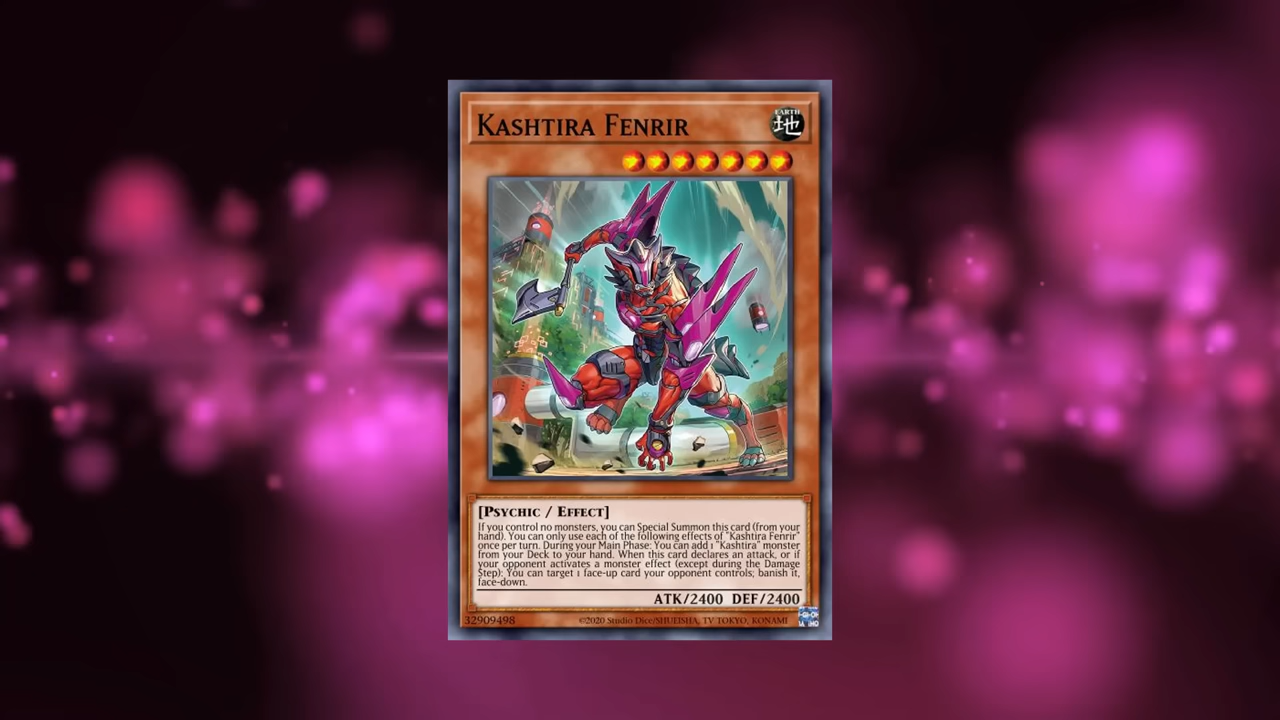 KASHTIRA FENRIR
EARTH
地
[PSYCHIC / EFFECT]
If you control no monsters, you can Special Summon this card (from your
hand). You can only use each of the following effects of "Kashtira Fenrir"
once per turn. During your Main Phase: You can add 1 "Kashtira" monster
from your Deck to your hand. When this card declares an attack, or if
your opponent activates a monster effect (except during the Damage
Step): You can target 1 face-up card your opponent controls; banish it,
face-down.
ATK/2400 DEF/2400
32909498 ©2020 Studio Dice/SHUEISHA, TV TOKYO, KONAMI